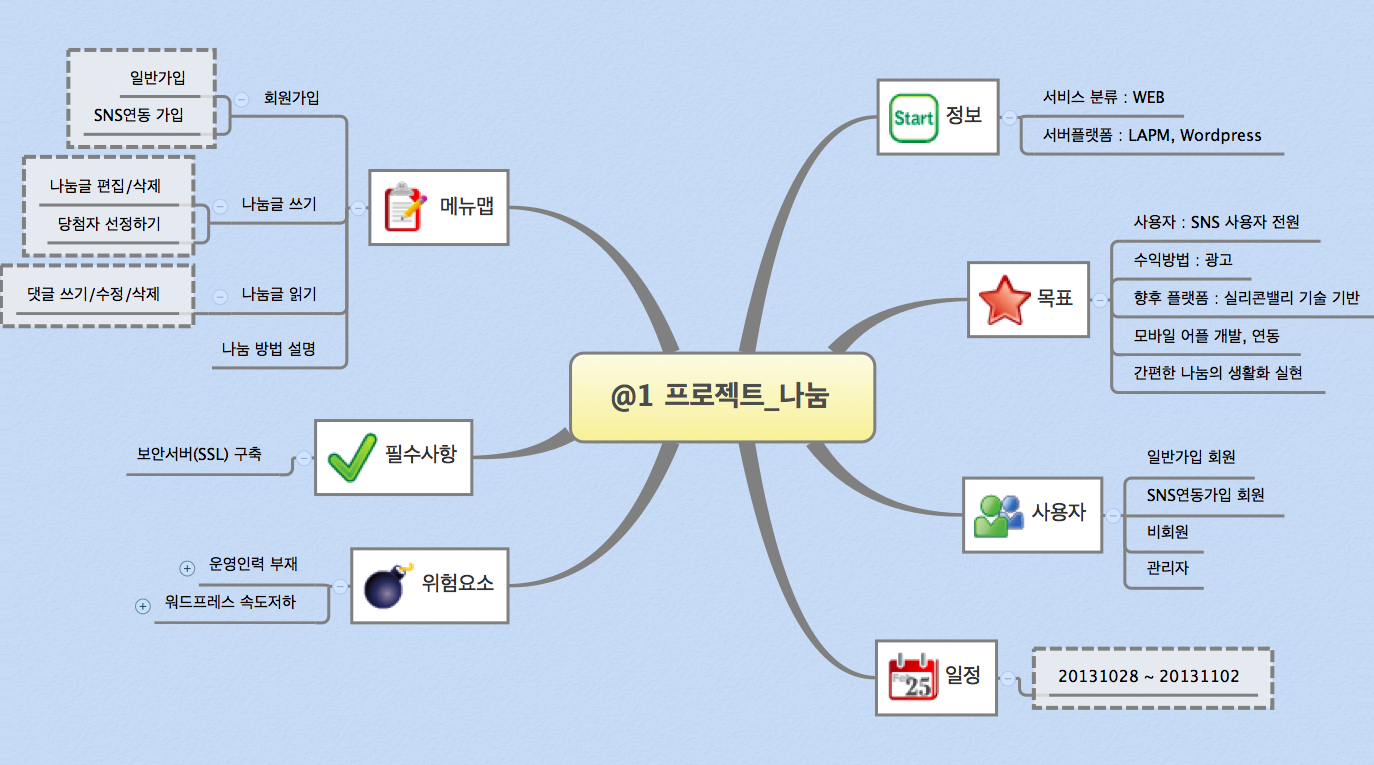 일반가입
SNS연동 가입
회원가입
나눔글 편집/삭제
당첨자 선정하기
나눔글 쓰기
댓글 쓰기/수정/삭제
나눔글 읽기
나눔 방법 설명
메뉴맵
보안서버(SSL) 구축
필수사항
운영인력 부재
워드프레스 속도저하
위험요소
@1 프로젝트_나눔
Start
정보
서비스 분류 : WEB
서버플랫폼 : LAPM, Wordpress
목표
사용자 : SNS 사용자 전원
수익방법 : 광고
향후 플랫폼 : 실리콘밸리 기술 기반
모바일 어플 개발, 연동
간편한 나눔의 생활화 실현
사용자
일반가입 회원
SNS연동가입 회원
비회원
관리자
Feb
25
일정
20131028 ~ 20131102